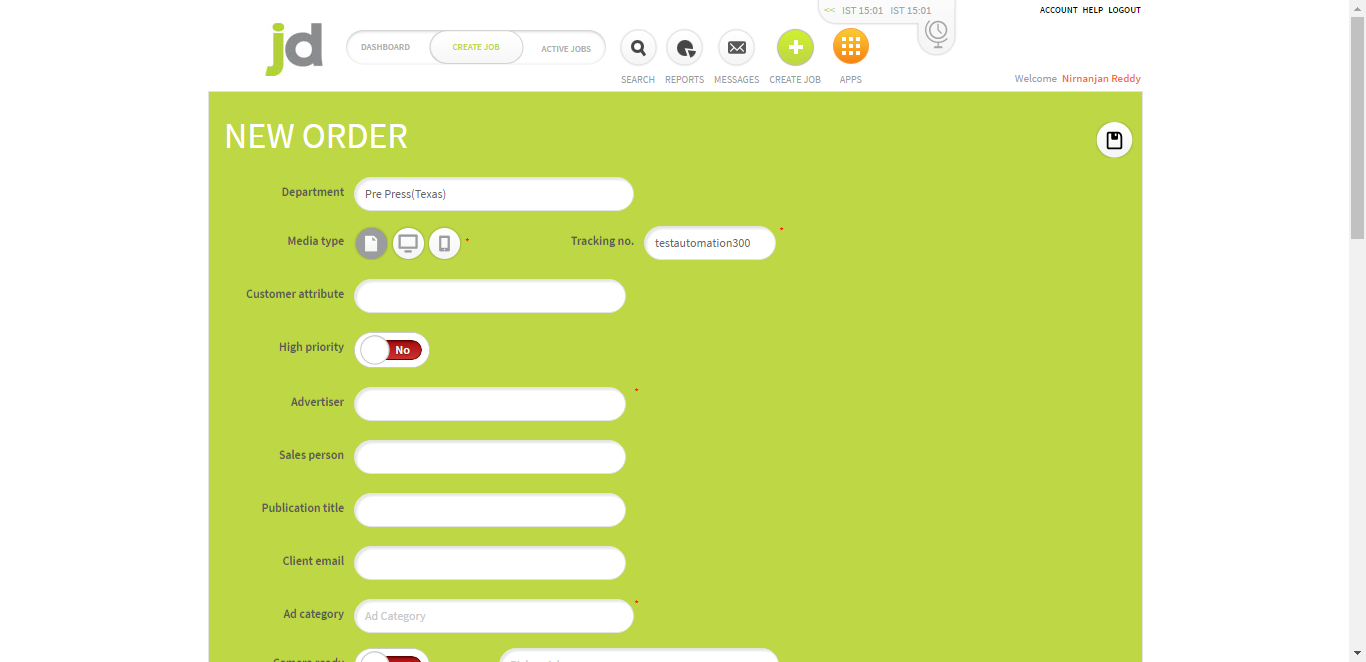 << IST 15:01 IST 15:01
ACCOUNT HELP LOGOUT
jd
DASHBOARD
CREATE JOB
ACTIVE JOBS
SEARCH REPORTS MESSAGES CREATE JOB APPS
Welcome Nirnanjan Reddy
NEW ORDER
Department Pre Press(Texas)
Media type * Tracking no. testautomation300 *
Customer attribute
High priority No
Advertiser *
Sales person
Publication title
Client email
Ad category Ad Category *
Camera ready